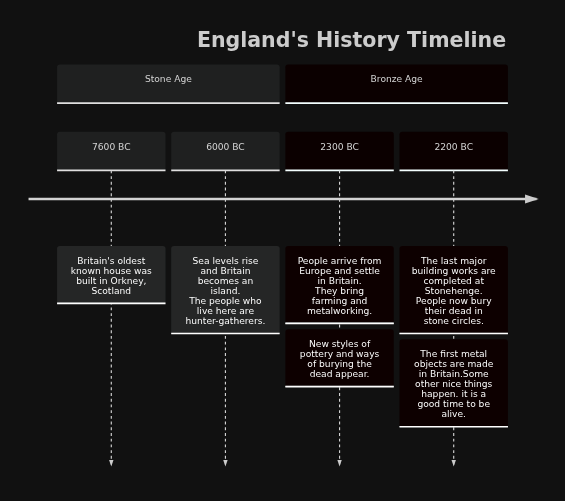 England's History Timeline
Stone Age
Bronze Age
7600 BC
6000 BC
2300 BC
2200 BC
Britain's oldest
known house was
built in Orkney,
Scotland
Sea levels rise
and Britain
becomes an
island.
The people who
live here are
hunter-gatherers.
People arrive from
Europe and settle
in Britain.
They bring
farming and
metalworking.
New styles of
pottery and ways
of burying the
dead appear.
The last major
building works are
completed at
Stonehenge.
People now bury
their dead in
stone circles.
The first metal
objects are made
in Britain.Some
other nice things
happen. it is a
good time to be
alive.